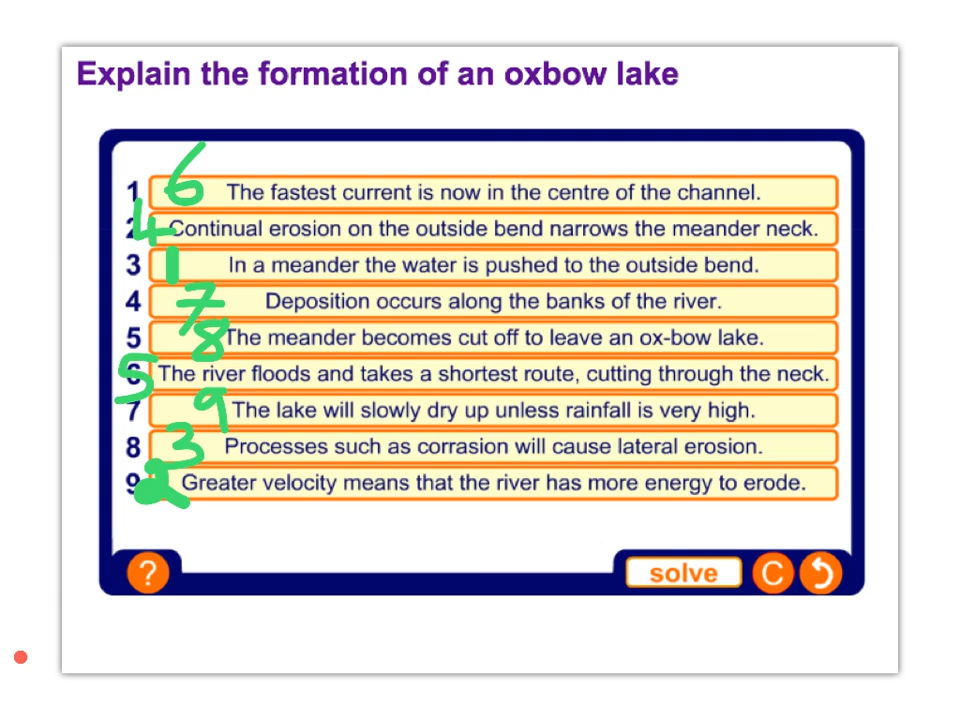 Explain the formation of an oxbow lake
1 6 The fastest current is now in the centre of the channel.
2 4 Continual erosion on the outside bend narrows the meander neck.
3 1 In a meander the water is pushed to the outside bend.
4 7 Deposition occurs along the banks of the river.
5 8 The meander becomes cut off to leave an ox-bow lake.
6 5 The river floods and takes a shortest route, cutting through the neck.
7 9 The lake will slowly dry up unless rainfall is very high.
8 3 Processes such as corrasion will cause lateral erosion.
9 2 Greater velocity means that the river has more energy to erode.
? solve C